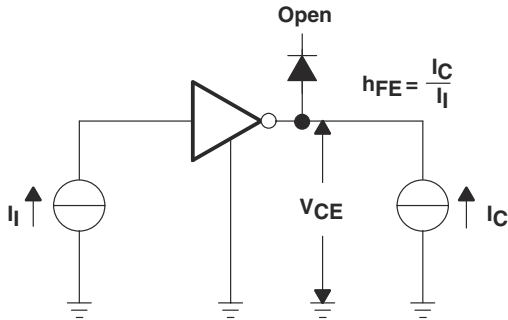 Open
hFE = IC
II
II
VCE
IC